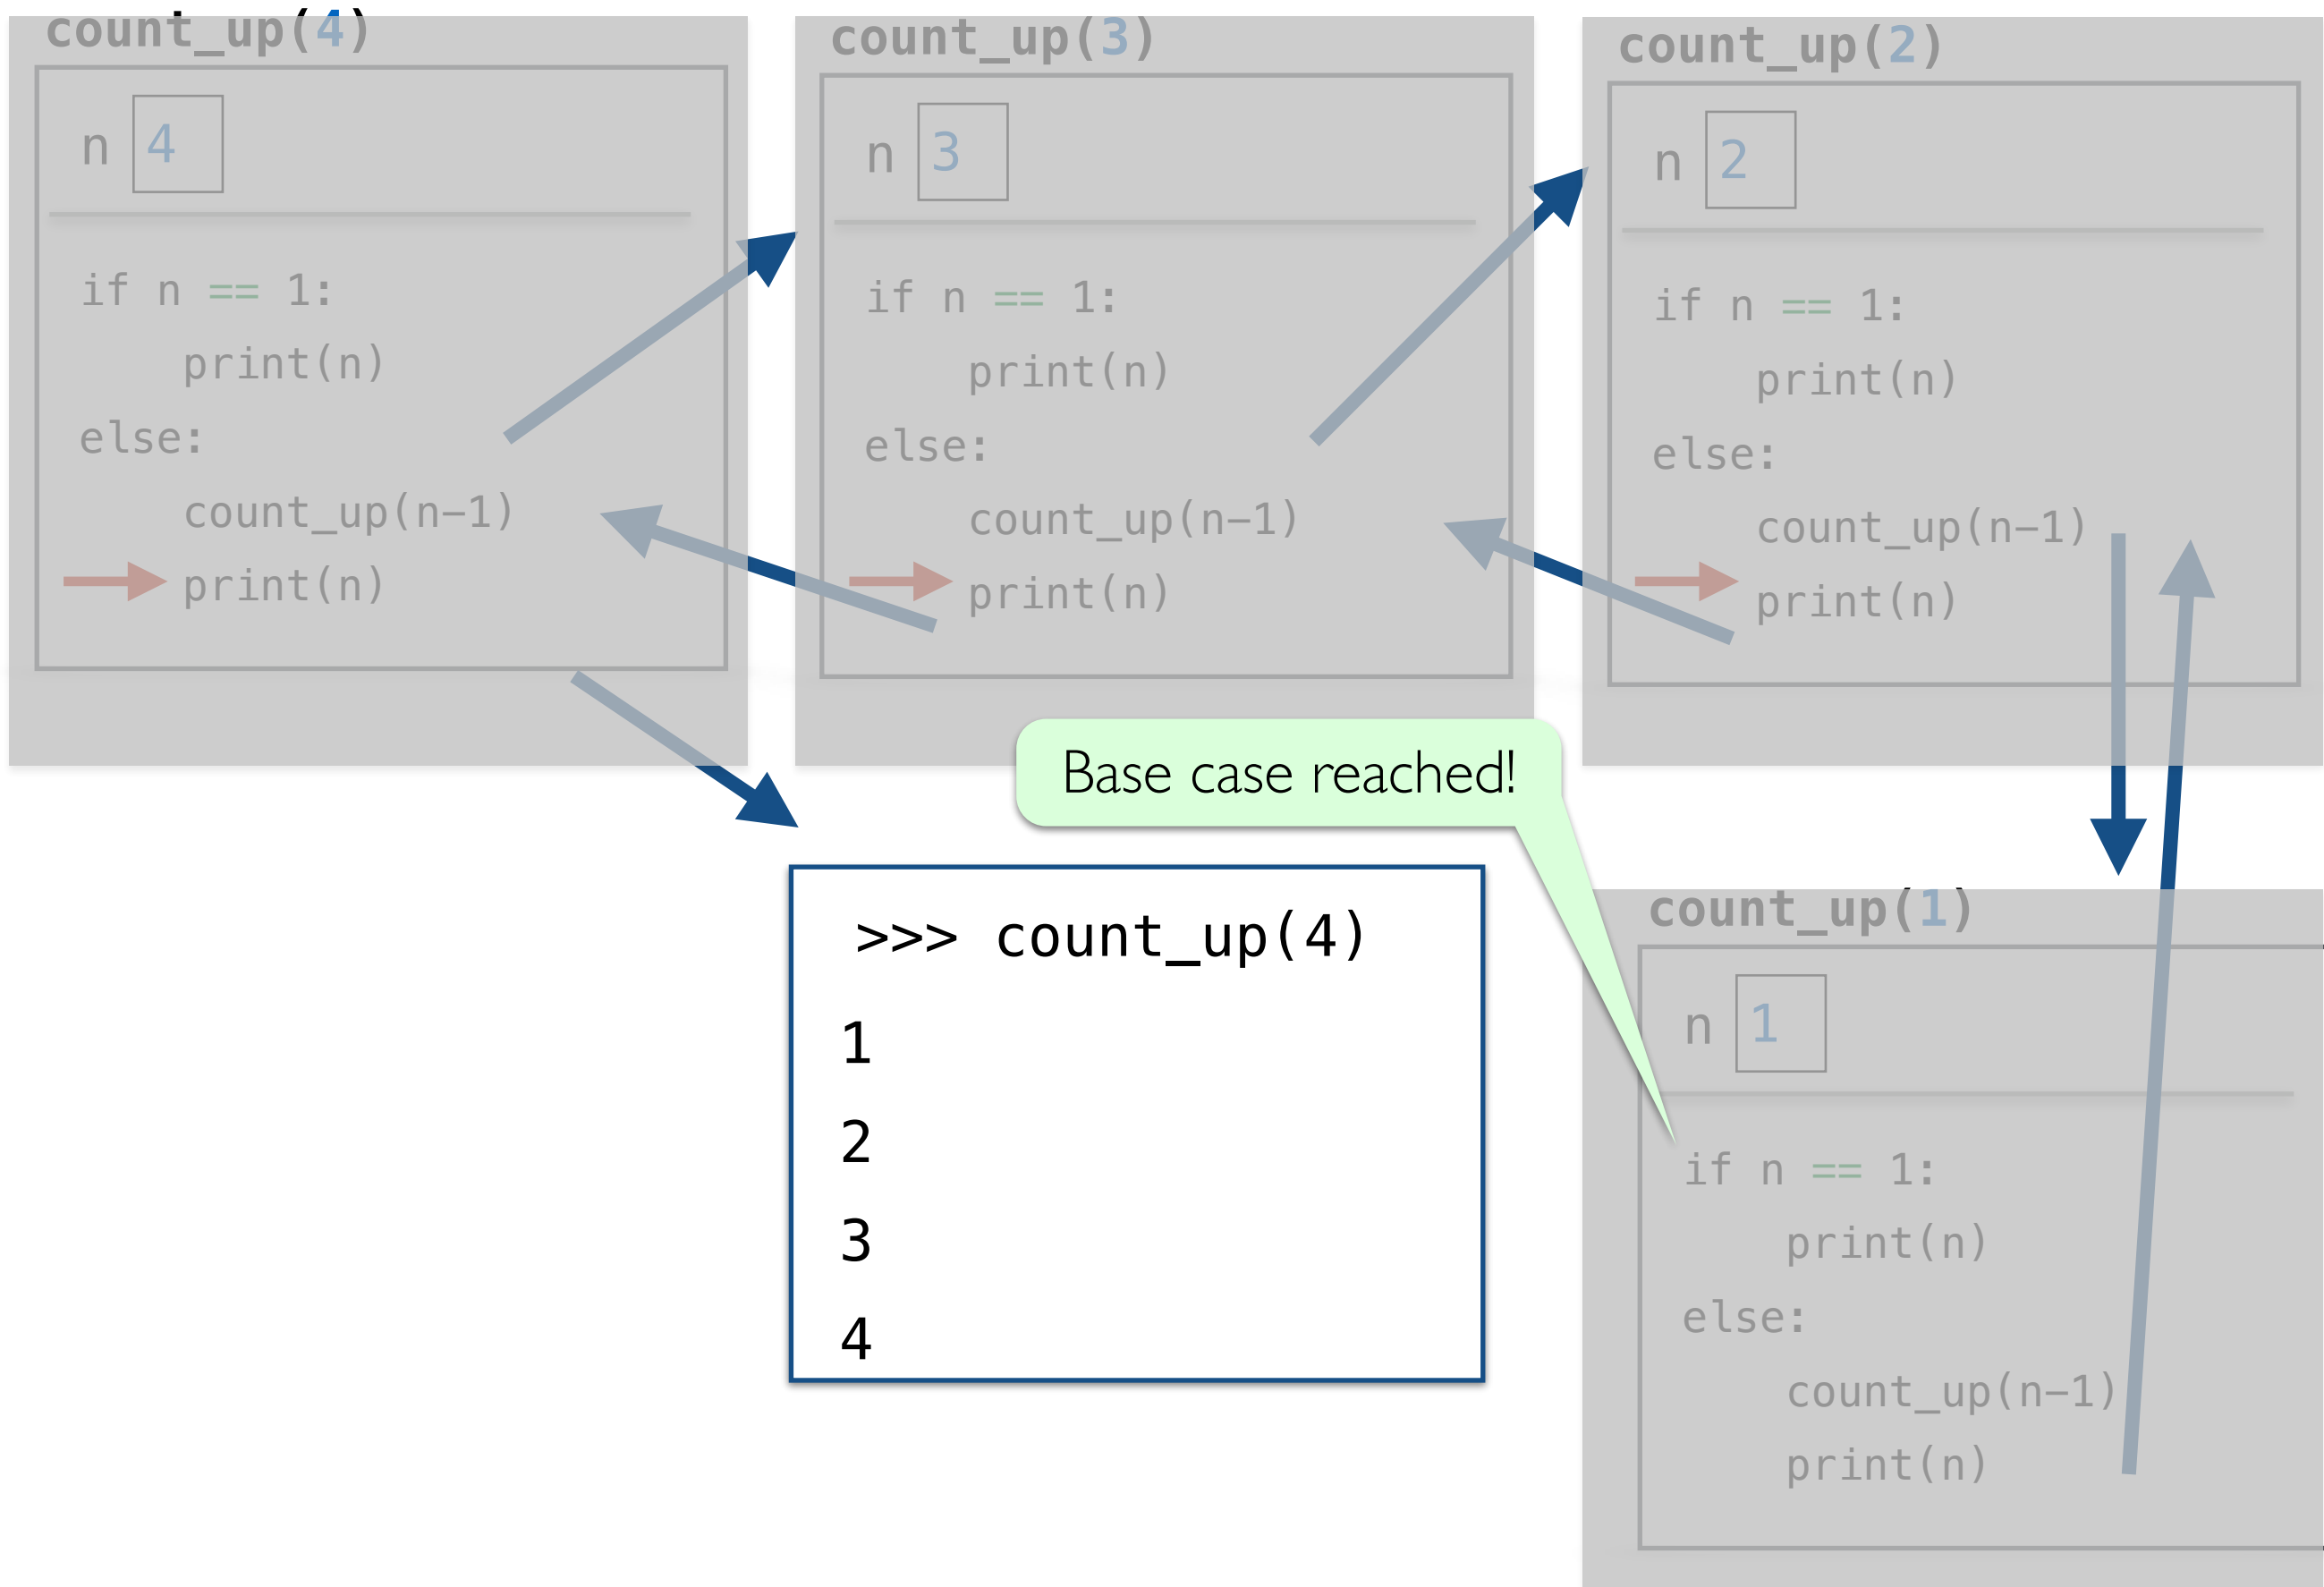 count_up(4)
n 4
if n == 1:
print(n)
else:
count_up(n−1)
print(n)
count_up(3)
n 3
if n == 1:
print(n)
else:
count_up(n−1)
print(n)
count_up(2)
n 2
if n == 1:
print(n)
else:
count_up(n−1)
print(n)
Base case reached!
>>> count_up(4)
1
2
3
4
count_up(1)
n 1
if n == 1:
print(n)
else:
count_up(n−1)
print(n)